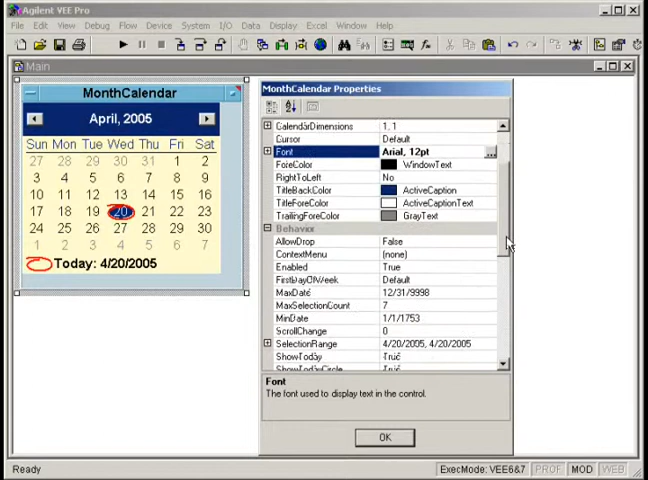 Agilent VEE Pro
File Edit View Debug Flow Device System I/O Data Display Excel Window Help
Main
MonthCalendar
April, 2005
Sun Mon Tue Wed Thu Fri Sat
27 28 29 30 31 1 2
3 4 5 6 7 8 9
10 11 12 13 14 15 16
17 18 19 20 21 22 23
24 25 26 27 28 29 30
1 2 3 4 5 6 7
Today: 4/20/2005
MonthCalendar Properties
CalendarDimensions 1, 1
Cursor Default
Font Arial, 12pt ...
ForeColor WindowText
RightToLeft No
TitleBackColor ActiveCaption
TitleForeColor ActiveCaptionText
TrailingForeColor GrayText
Behavior
AllowDrop False
ContextMenu (none)
Enabled True
FirstDayOfWeek Default
MaxDate 12/31/9998
MaxSelectionCount 7
MinDate 1/1/1753
ScrollChange 0
SelectionRange 4/20/2005, 4/20/2005
ShowToday True
ShowTodayCircle True
Font
The font used to display text in the control.
OK
Ready
ExecMode: VEE6&7 PROF MOD WEB